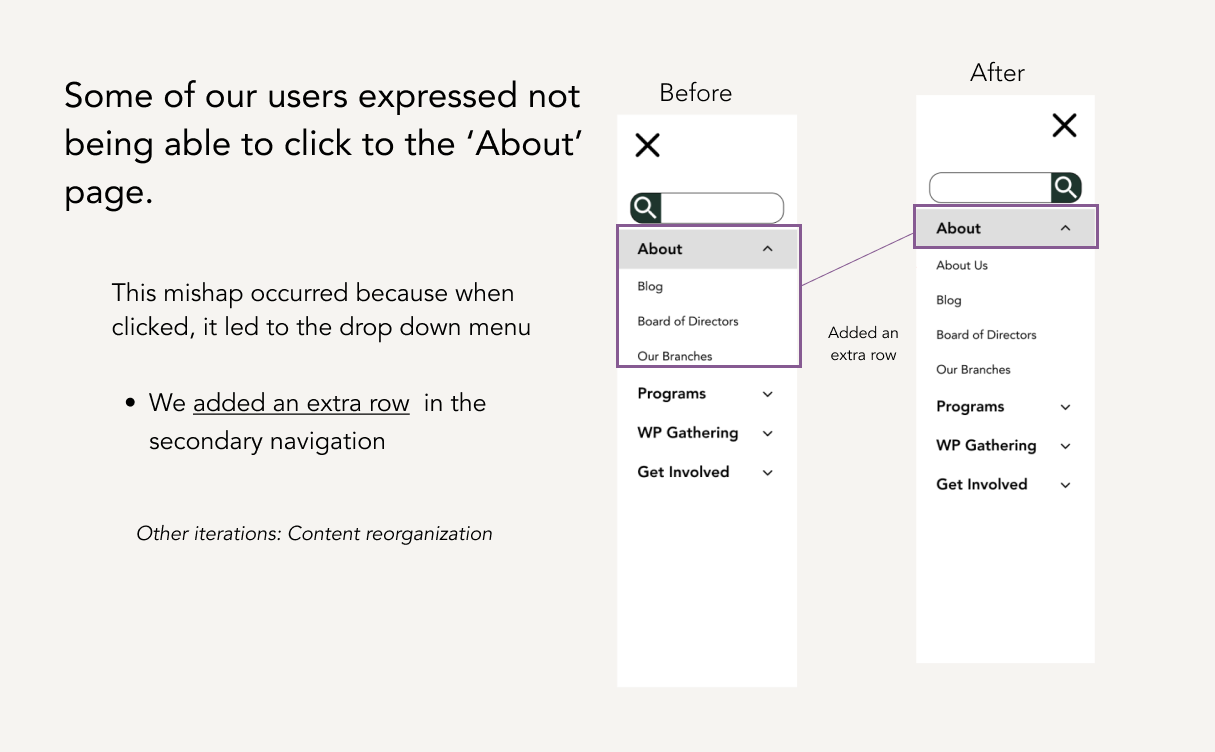 Some of our users expressed not
being able to click to the ‘About’
page.
This mishap occurred because when
clicked, it led to the drop down menu
• We added an extra row in the
secondary navigation
Other iterations: Content reorganization
Before
About
Blog
Board of Directors
Our Branches
Programs
WP Gathering
Get Involved
Added an
extra row
After
About
About Us
Blog
Board of Directors
Our Branches
Programs
WP Gathering
Get Involved